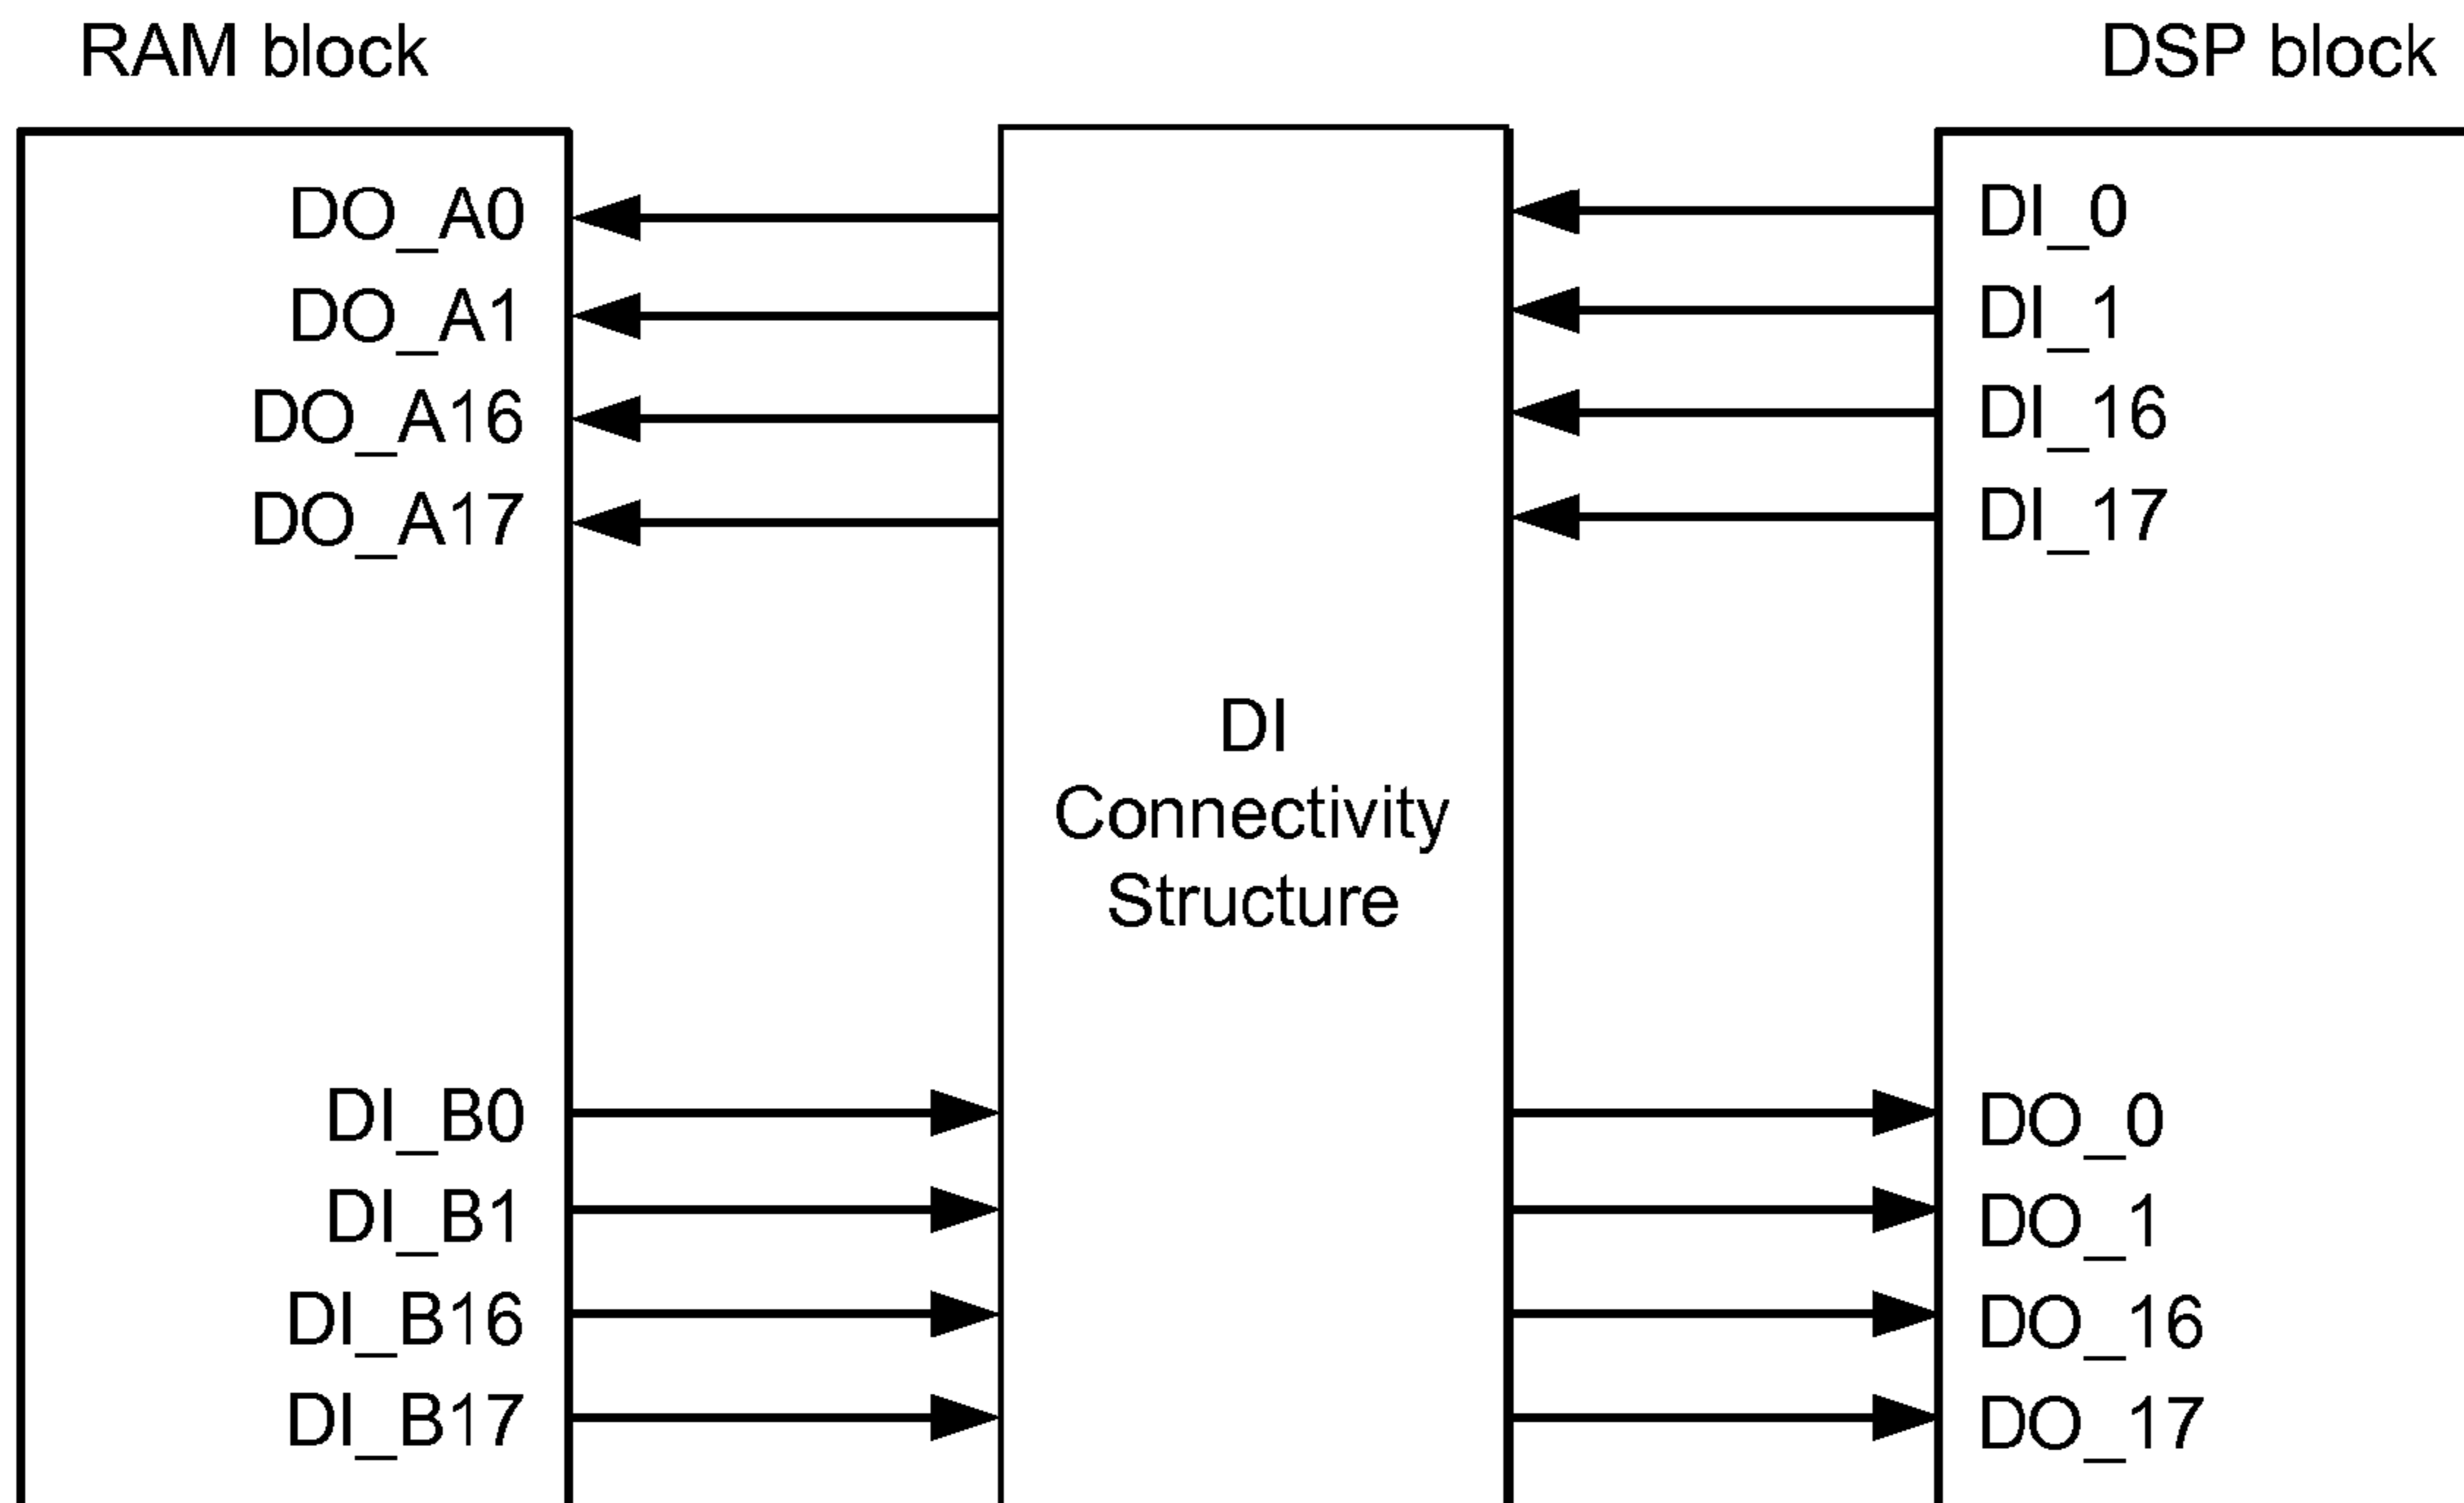 RAM block
DSP block
DO_A0
DO_A1
DO_A16
DO_A17
DI_B0
DI_B1
DI_B16
DI_B17
DI
Connectivity
Structure
DI_0
DI_1
DI_16
DI_17
DO_0
DO_1
DO_16
DO_17